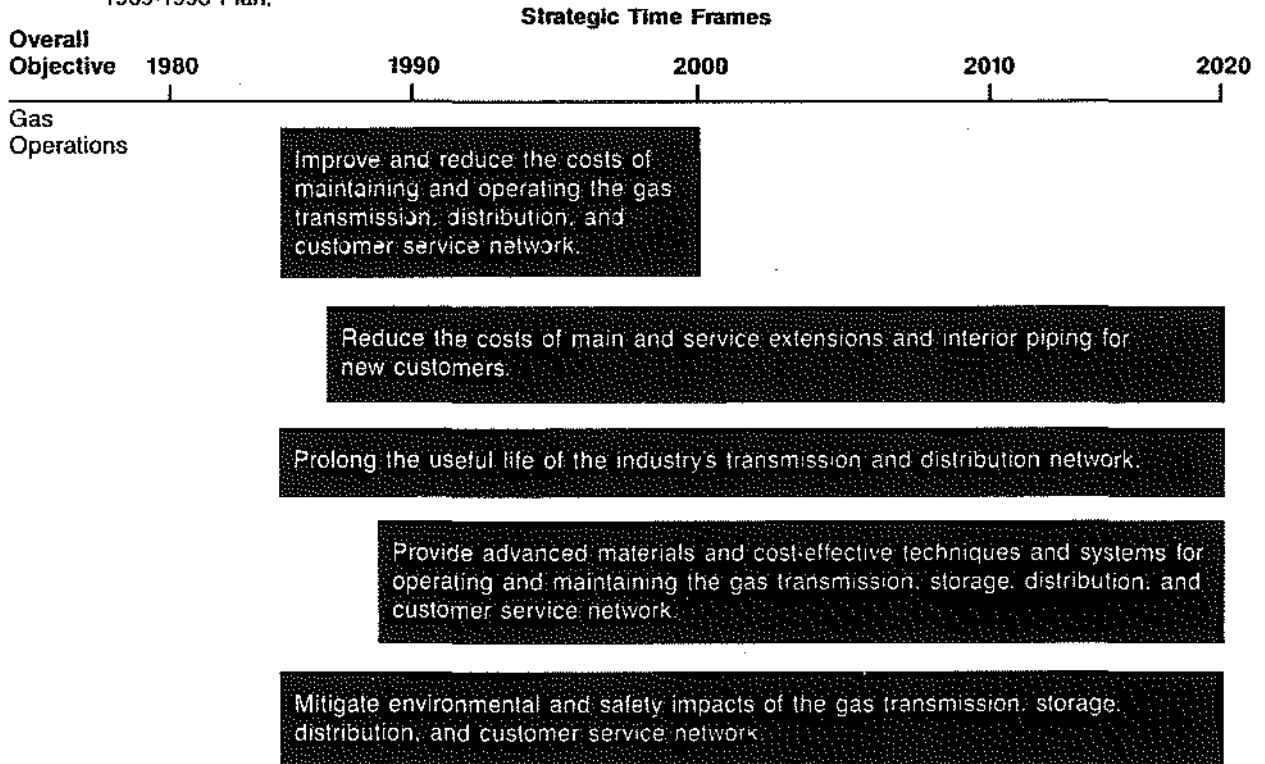 1989-1993 Plan.
Strategic Time Frames
Overall
Objective 1980 1990 2000 2010 2020
Gas
Operations
Improve and reduce the costs of
maintaining and operating the gas
transmission, distribution, and
customer service network.
Reduce the costs of main and service extensions and interior piping for
new customers.
Prolong the useful life of the industry's transmission and distribution network.
Provide advanced materials and cost-effective techniques and systems for
operating and maintaining the gas transmission, storage, distribution, and
customer service network.
Mitigate environmental and safety impacts of the gas transmission, storage,
distribution, and customer service network.